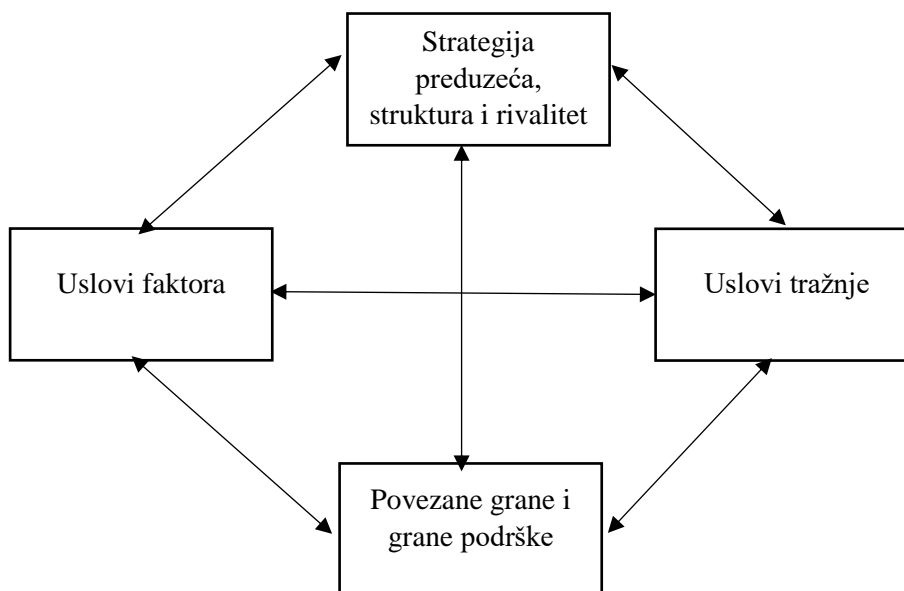 Strategija
preduzeća,
struktura i rivalitet
Uslovi faktora
Uslovi tražnje
Povezane grane i
grane podrške